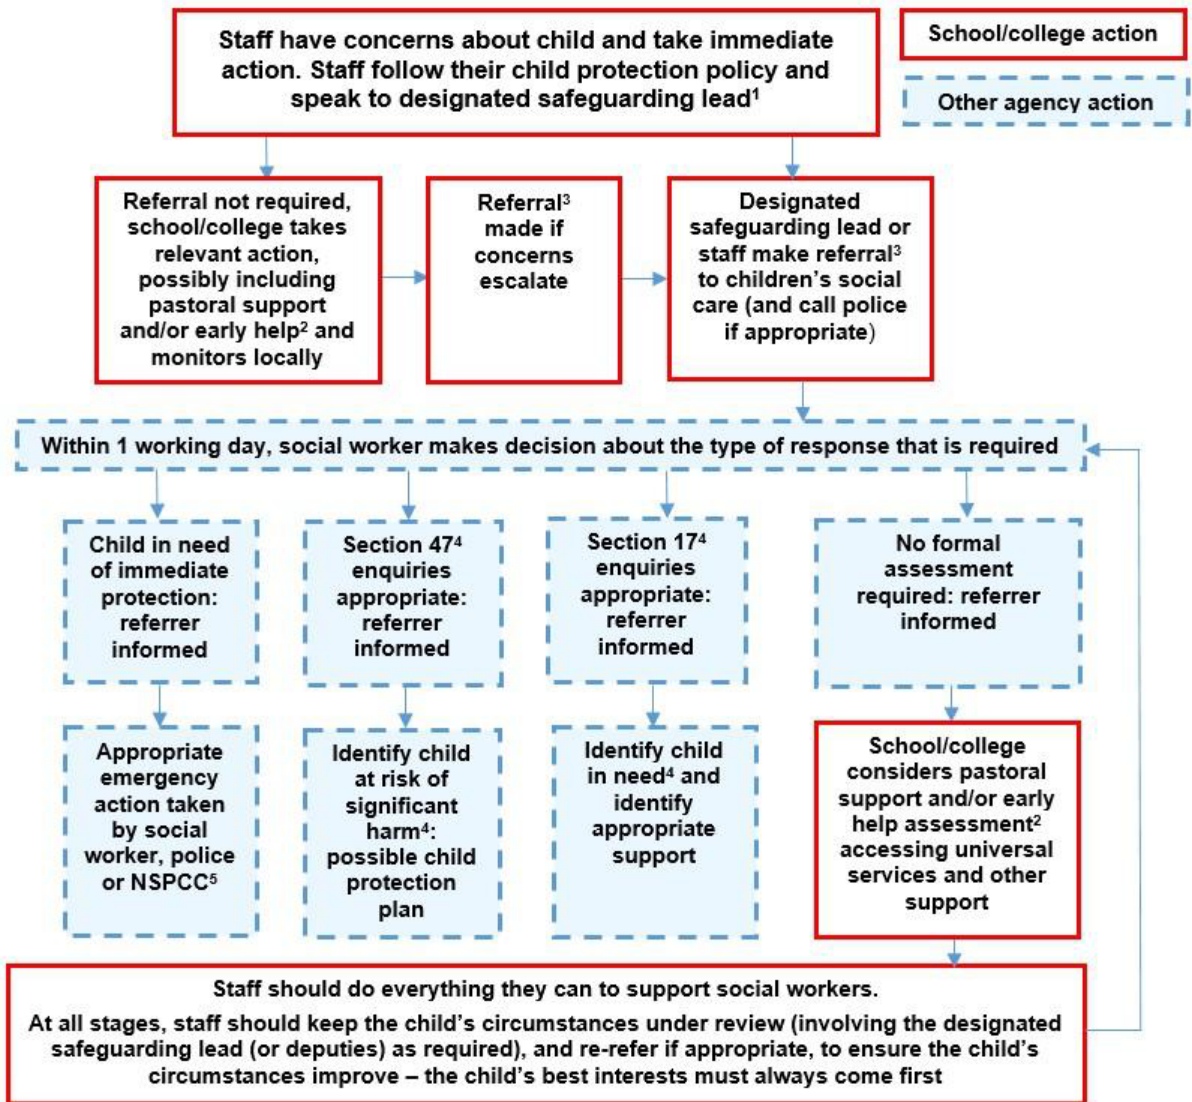 Staff have concerns about child and take immediate
action. Staff follow their child protection policy and
speak to designated safeguarding lead¹
School/college action
Other agency action
Referral not required,
school/college takes
relevant action,
possibly including
pastoral support
and/or early help² and
monitors locally
Referral³
made if
concerns
escalate
Designated
safeguarding lead or
staff make referral³
to children’s social
care (and call police
if appropriate)
Within 1 working day, social worker makes decision about the type of response that is required
Child in need
of immediate
protection:
referrer
informed
Section 47⁴
enquiries
appropriate:
referrer
informed
Section 17⁴
enquiries
appropriate:
referrer
informed
No formal
assessment
required: referrer
informed
Appropriate
emergency
action taken
by social
worker, police
or NSPCC⁵
Identify child
at risk of
significant
harm⁴:
possible child
protection
plan
Identify child
in need⁴ and
identify
appropriate
support
School/college
considers pastoral
support and/or early
help assessment²
accessing universal
services and other
support
Staff should do everything they can to support social workers.
At all stages, staff should keep the child’s circumstances under review (involving the designated
safeguarding lead (or deputies) as required), and re-refer if appropriate, to ensure the child’s
circumstances improve – the child’s best interests must always come first